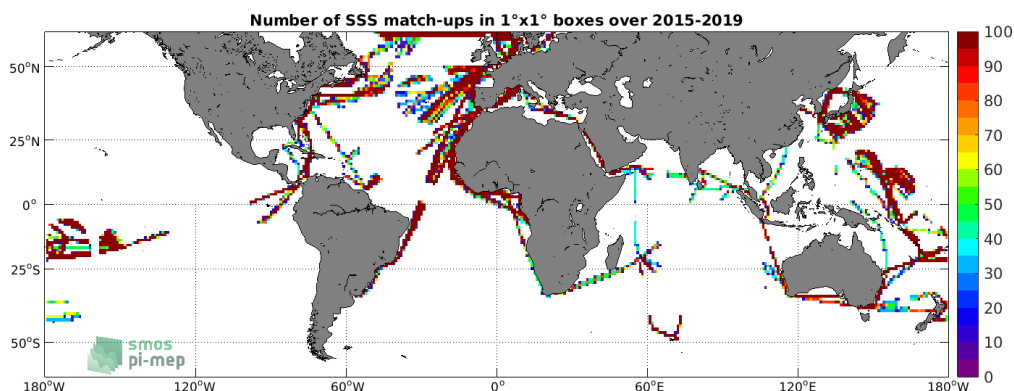 Number of SSS match-ups in 1°x1° boxes over 2015-2019
50°N
25°N
0°
25°S
50°S
180°W 120°W 60°W 0° 60°E 120°E 180°W
100
90
80
70
60
50
40
30
20
10
0
smos
pi-mep